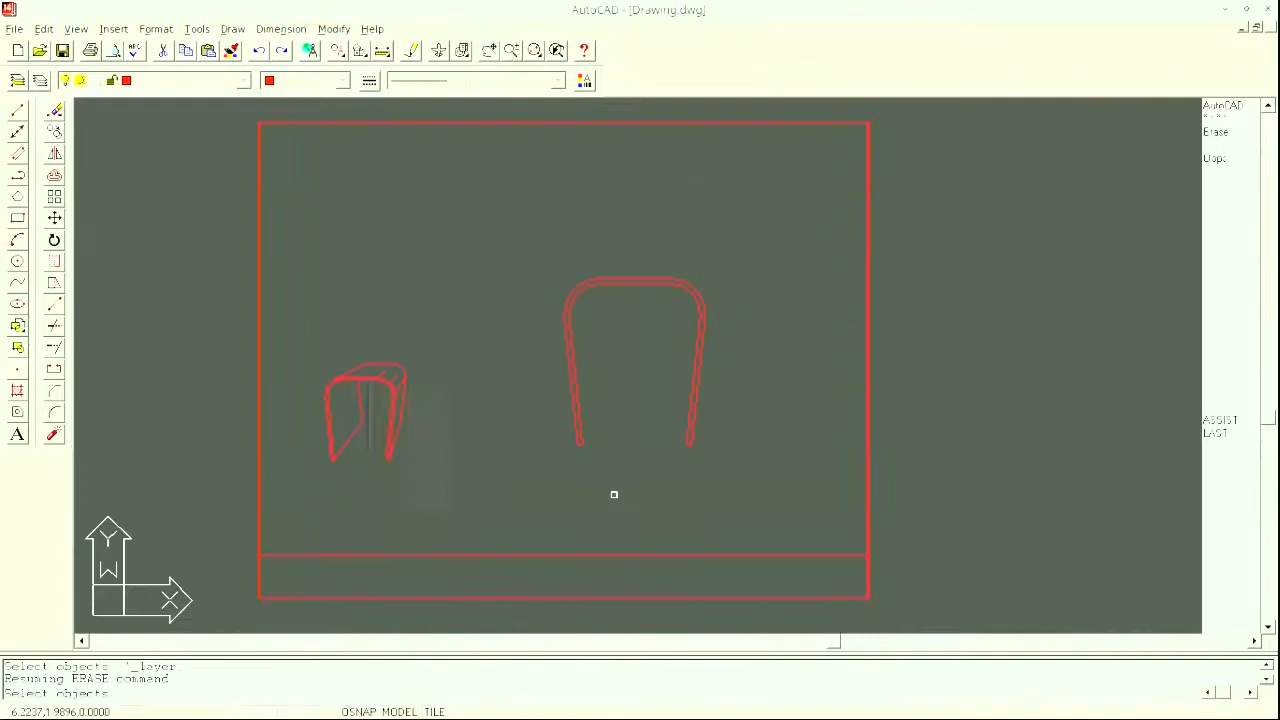 AutoCAD - [Drawing.dwg]
File Edit View Insert Format Tools Draw Dimension Modify Help
ABC
AutoCAD
* * * *
Erase
ASSIST
LAST
A
Y
W
X
Select objects '_layer
Resuming ERASE command
Select objects
6.2237,1.9896,0.0000 OSNAP MODEL TILE